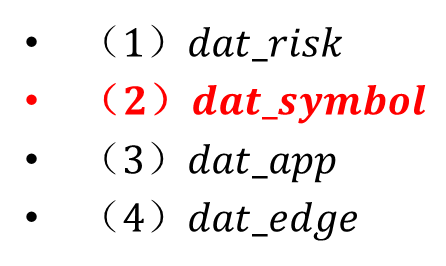 • （1）dat_risk
• （2）dat_symbol
• （3）dat_app
• （4）dat_edge